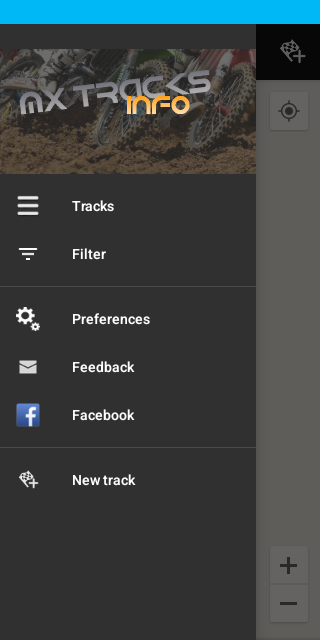 MX TRACKS
INFO
Tracks
Filter
Preferences
Feedback
Facebook
New track